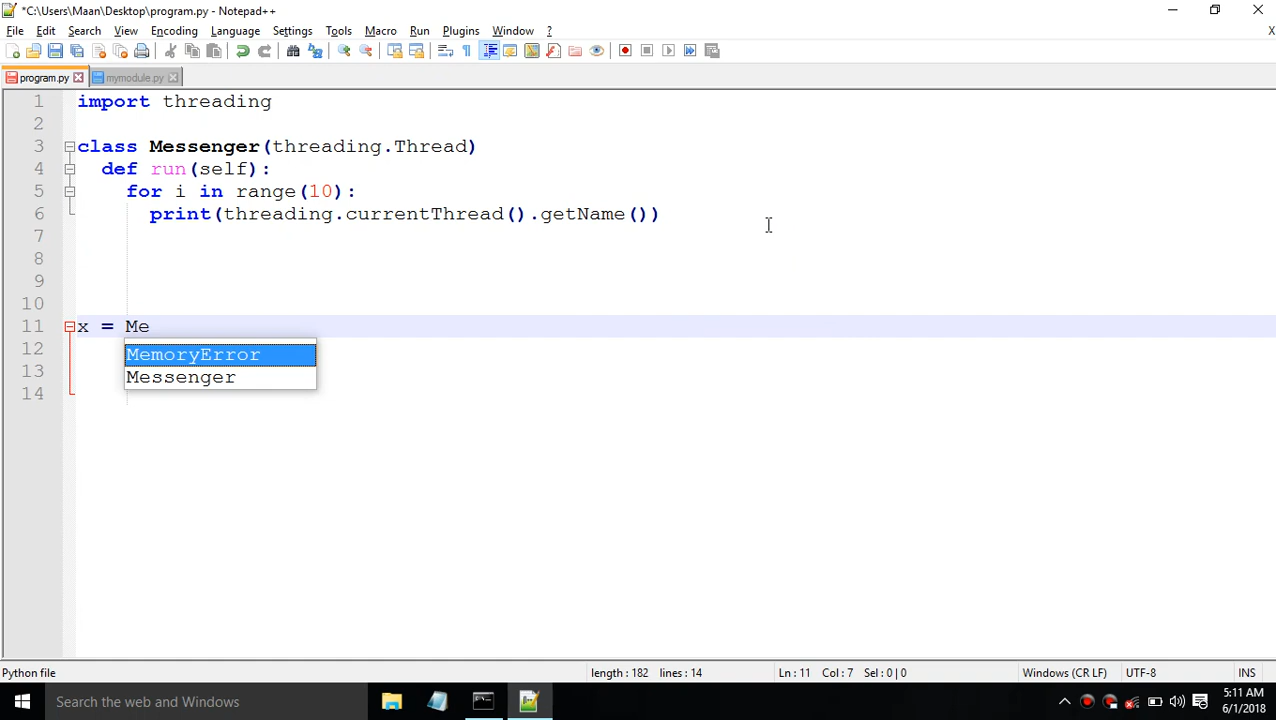 *C:\Users\Maan\Desktop\program.py - Notepad++
File Edit Search View Encoding Language Settings Tools Macro Run Plugins Window ? X
program.py mymodule.py
1 import threading
2
3 class Messenger(threading.Thread)
4 def run(self):
5 for i in range(10):
6 print(threading.currentThread().getName())
7
8
9
10
11 x = Me
12 MemoryError
13 Messenger
14
Python file length : 182 lines : 14 Ln : 11 Col : 7 Sel : 0 | 0 Windows (CR LF) UTF-8 INS
Search the web and Windows
5:11 AM
6/1/2018